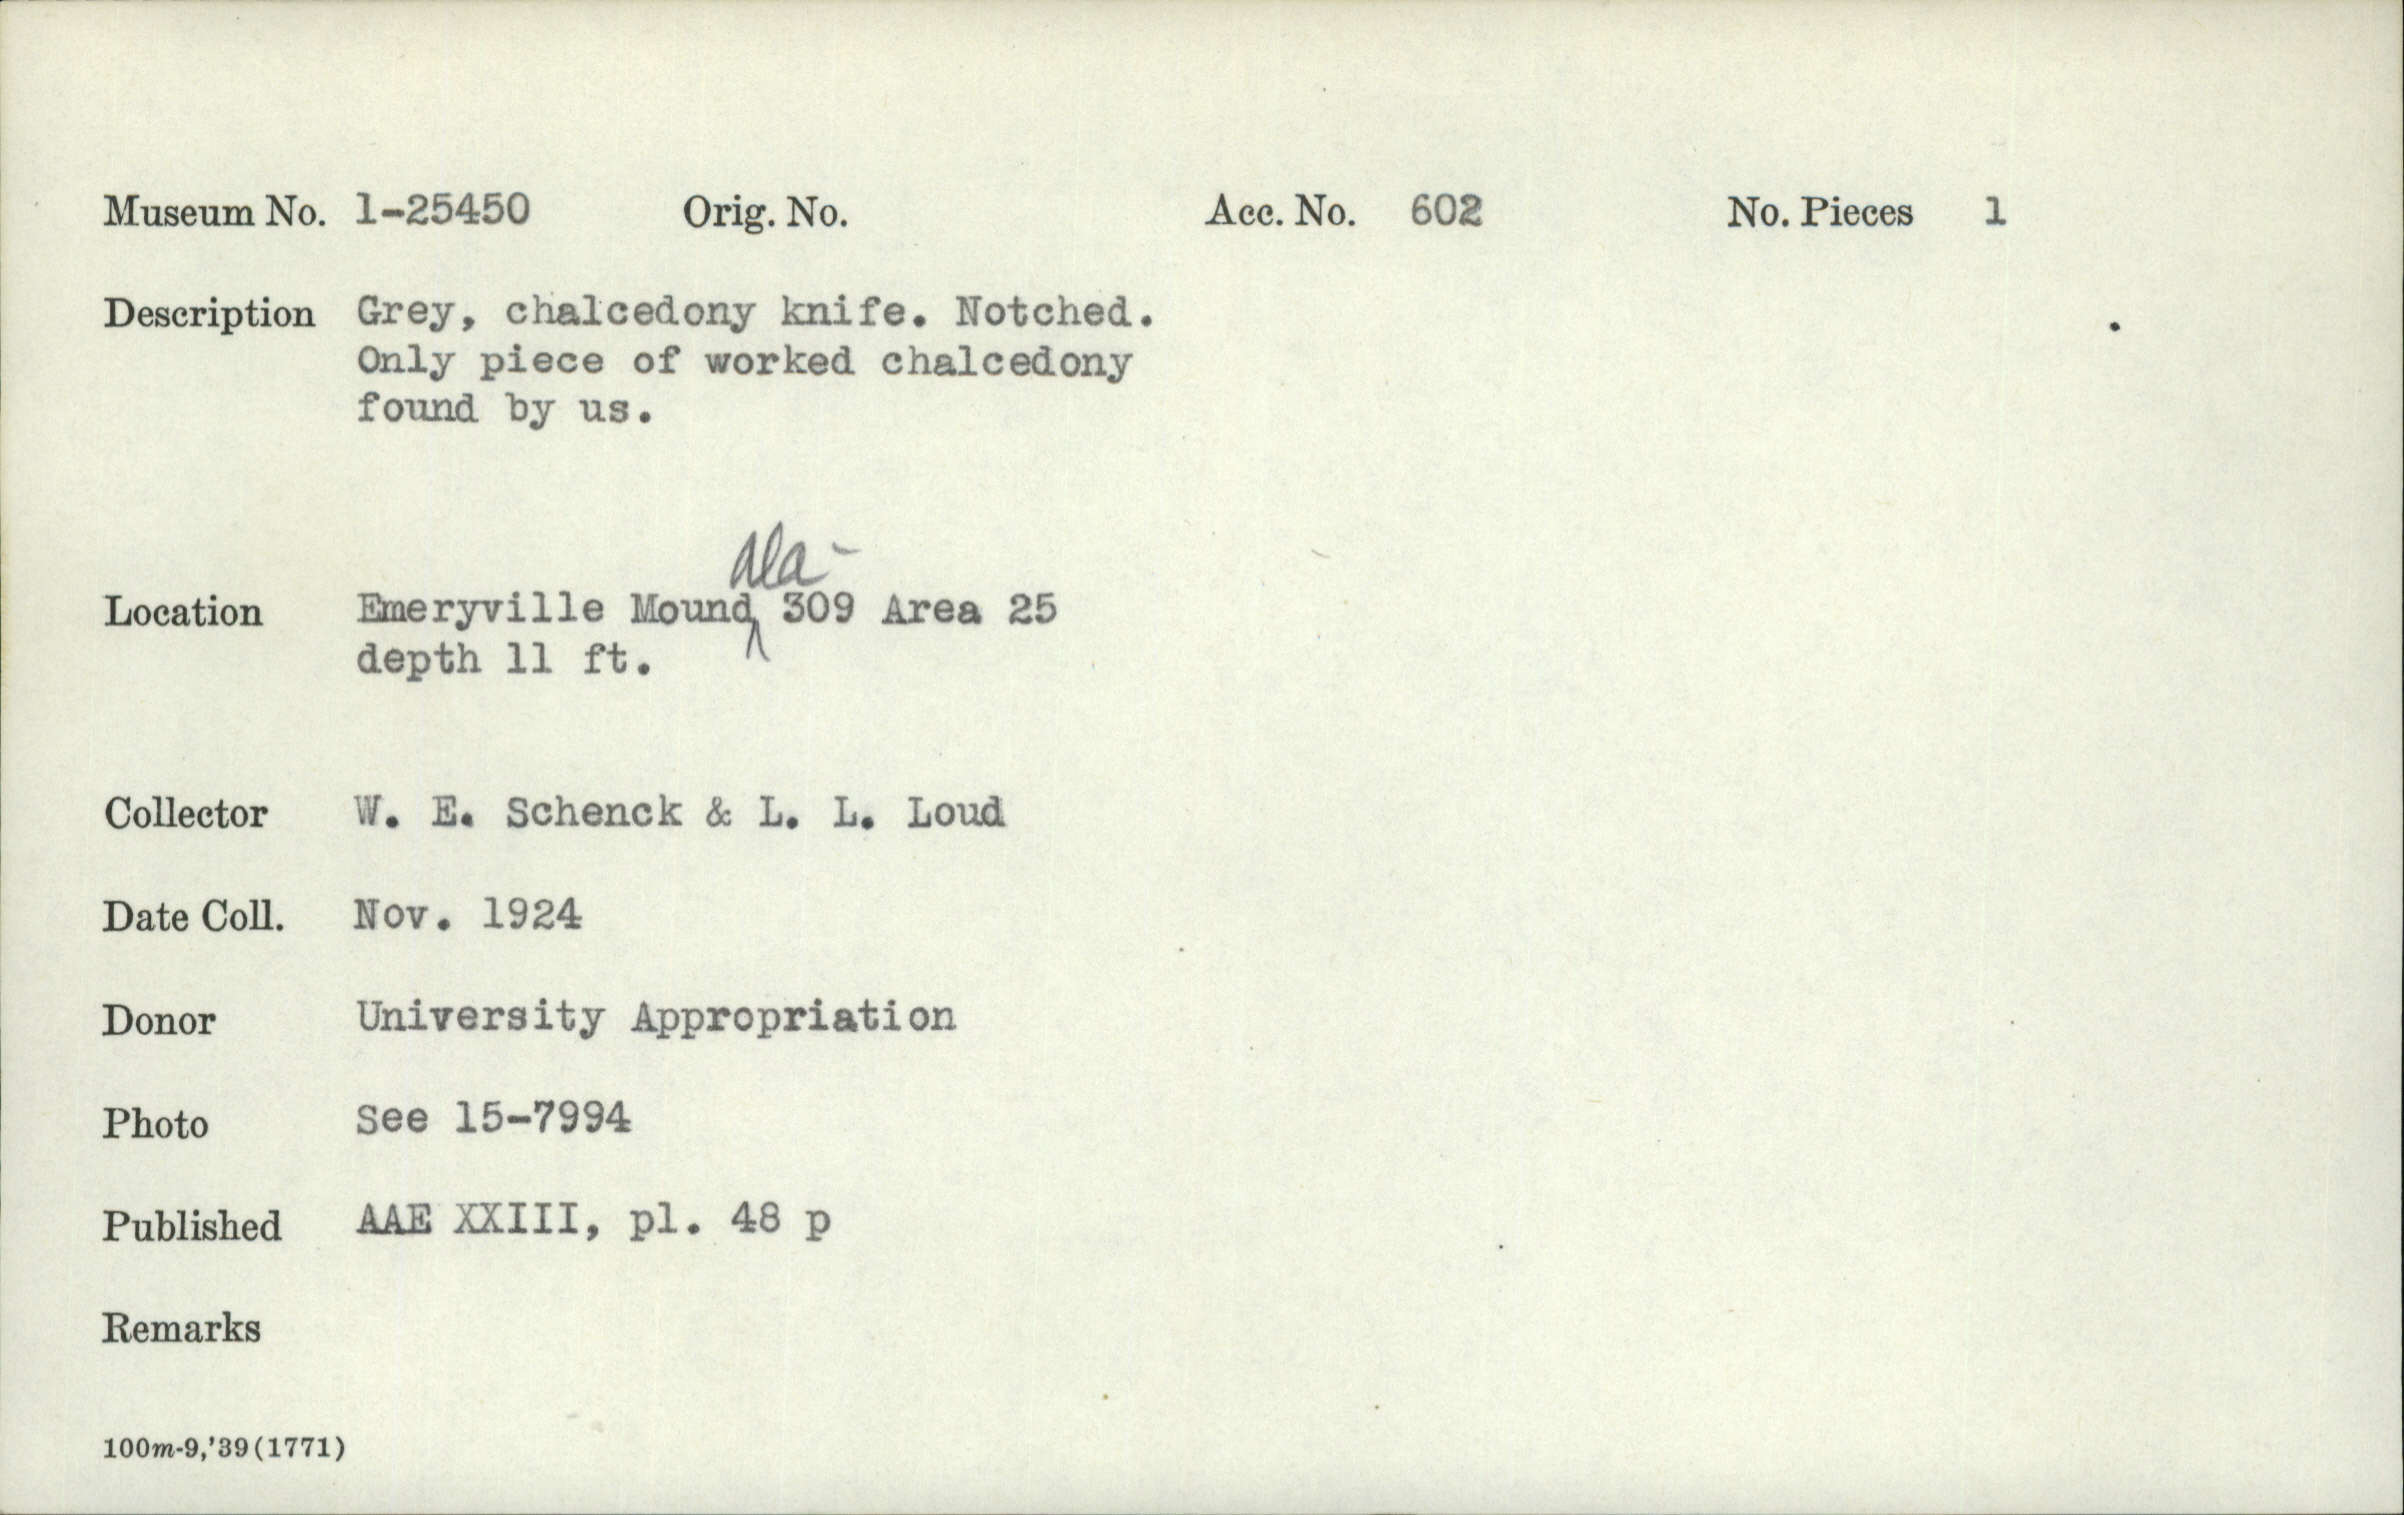 Museum No. 1-25450 Orig. No. Acc. No. 602 No. Pieces 1
Description Grey, chalcedony knife. Notched.
Only piece of worked chalcedony
found by us.
Ala-
Location Emeryville Mound 309 Area 25
depth 11 ft.
Collector W. E. Schenck & L. L. Loud
Date Coll. Nov. 1924
Donor University Appropriation
Photo See 15-7994
Published AAE XXIII, pl. 48 p
Remarks
100m-9,'39(1771)